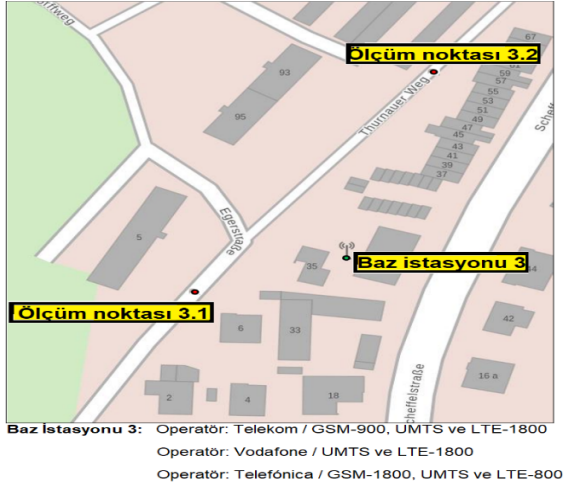 67
Ölçüm noktası 3.2
61
59
57
55
53
51
49
47
45
43
41
39
37
93
95
Thurnauer Weg
Schef
Egerstraße
5
35
Baz istasyonu 3
44
Ölçüm noktası 3.1
6
33
42
2
4
18
16 a
cheffelstraße
Baz İstasyonu 3: Operatör: Telekom / GSM-900, UMTS ve LTE-1800
Operatör: Vodafone / UMTS ve LTE-1800
Operatör: Telefónica / GSM-1800, UMTS ve LTE-800